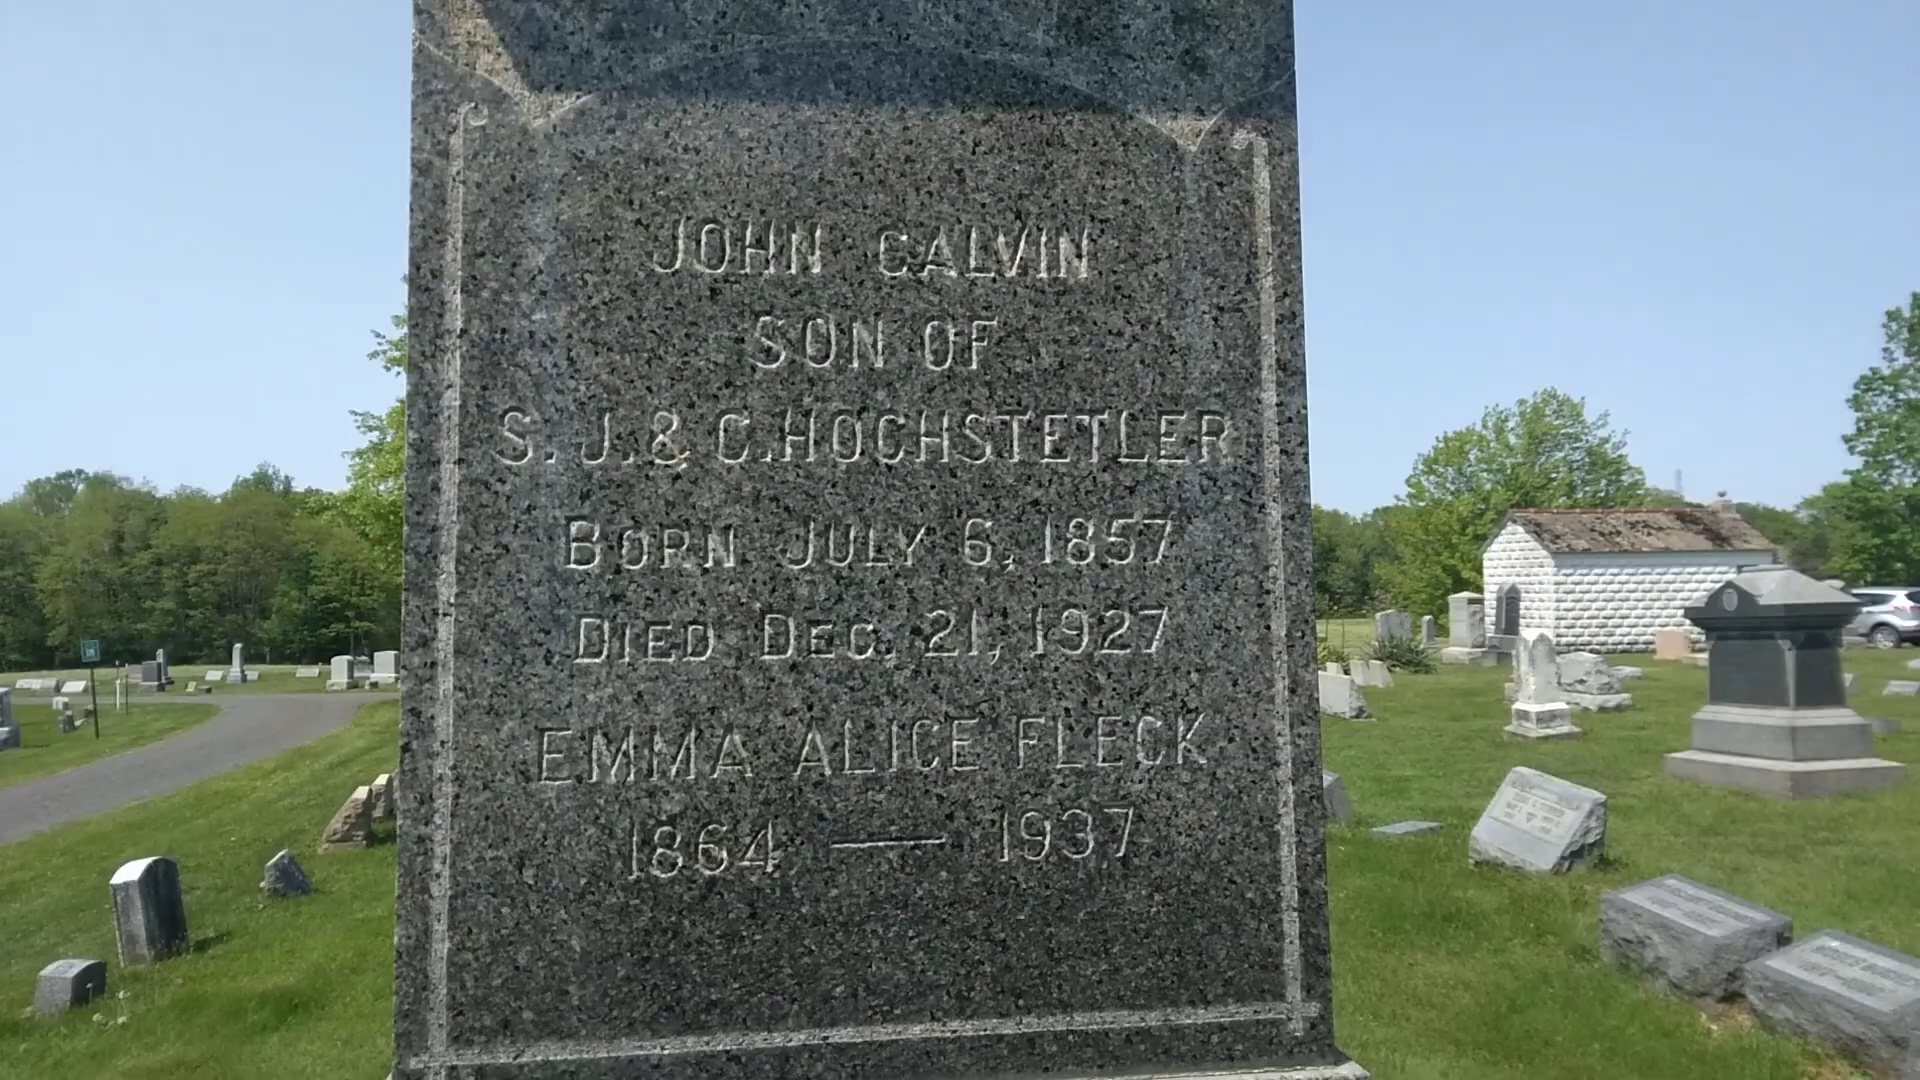 JOHN CALVIN
SON OF
S. J. & C. HOCHSTETLER
BORN JULY 6, 1857
DIED DEC. 21, 1927
EMMA ALICE FLECK
1864 — 1937